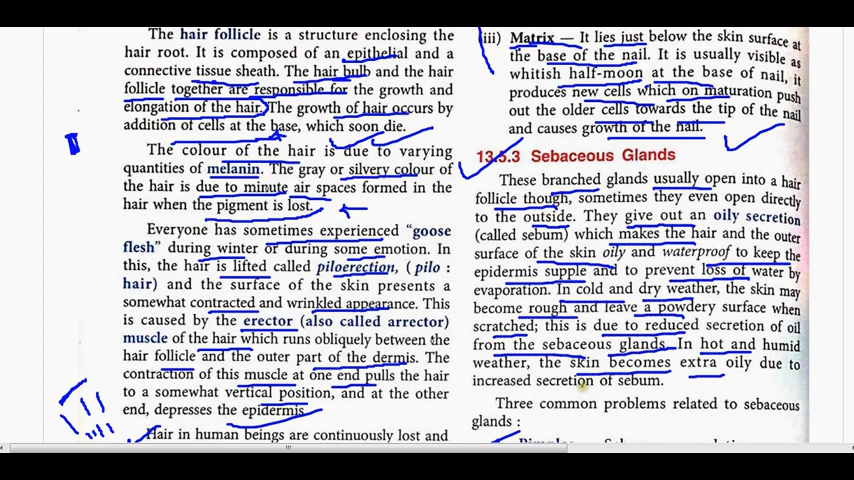 The hair follicle is a structure enclosing the
hair root. It is composed of an epithelial and a
connective tissue sheath. The hair bulb and the hair
follicle together are responsible for the growth and
elongation of the hair. The growth of hair occurs by
addition of cells at the base, which soon die.
The colour of the hair is due to varying
quantities of melanin. The gray or silvery colour of
the hair is due to minute air spaces formed in the
hair when the pigment is lost.
Everyone has sometimes experienced "goose
flesh" during winter or during some emotion. In
this, the hair is lifted called piloerection, ( pilo :
hair) and the surface of the skin presents a
somewhat contracted and wrinkled appearance. This
is caused by the erector (also called arrector)
muscle of the hair which runs obliquely between the
hair follicle and the outer part of the dermis. The
contraction of this muscle at one end pulls the hair
to a somewhat vertical position, and at the other
end, depresses the epidermis.
Hair in human beings are continuously lost and
iii) Matrix — It lies just below the skin surface at
the base of the nail. It is usually visible as
whitish half-moon at the base of nail, it
produces new cells which on maturation push
out the older cells towards the tip of the nail
and causes growth of the nail.
13.5.3 Sebaceous Glands
These branched glands usually open into a hair
follicle though, sometimes they even open directly
to the outside. They give out an oily secretion
(called sebum) which makes the hair and the outer
surface of the skin oily and waterproof to keep the
epidermis supple and to prevent loss of water by
evaporation. In cold and dry weather, the skin may
become rough and leave a powdery surface when
scratched; this is due to reduced secretion of oil
from the sebaceous glands. In hot and humid
weather, the skin becomes extra oily due to
increased secretion of sebum.
Three common problems related to sebaceous
glands :